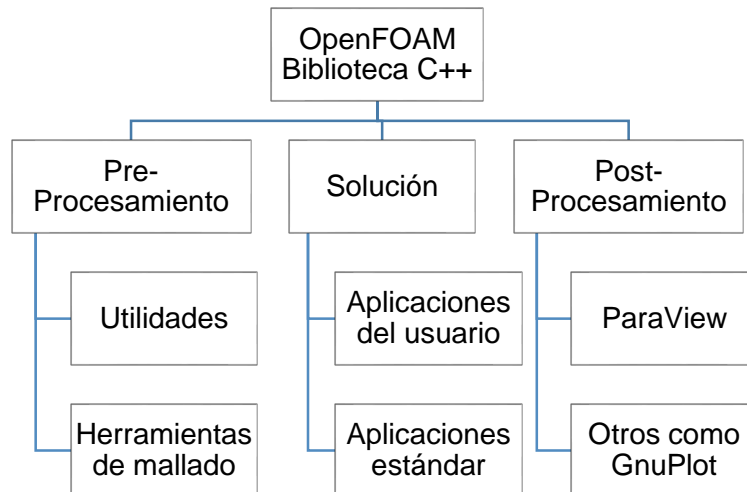 OpenFOAM
Biblioteca C++
Pre-
Procesamiento
Solución
Post-
Procesamiento
Utilidades
Aplicaciones
del usuario
ParaView
Herramientas
de mallado
Aplicaciones
estándar
Otros como
GnuPlot